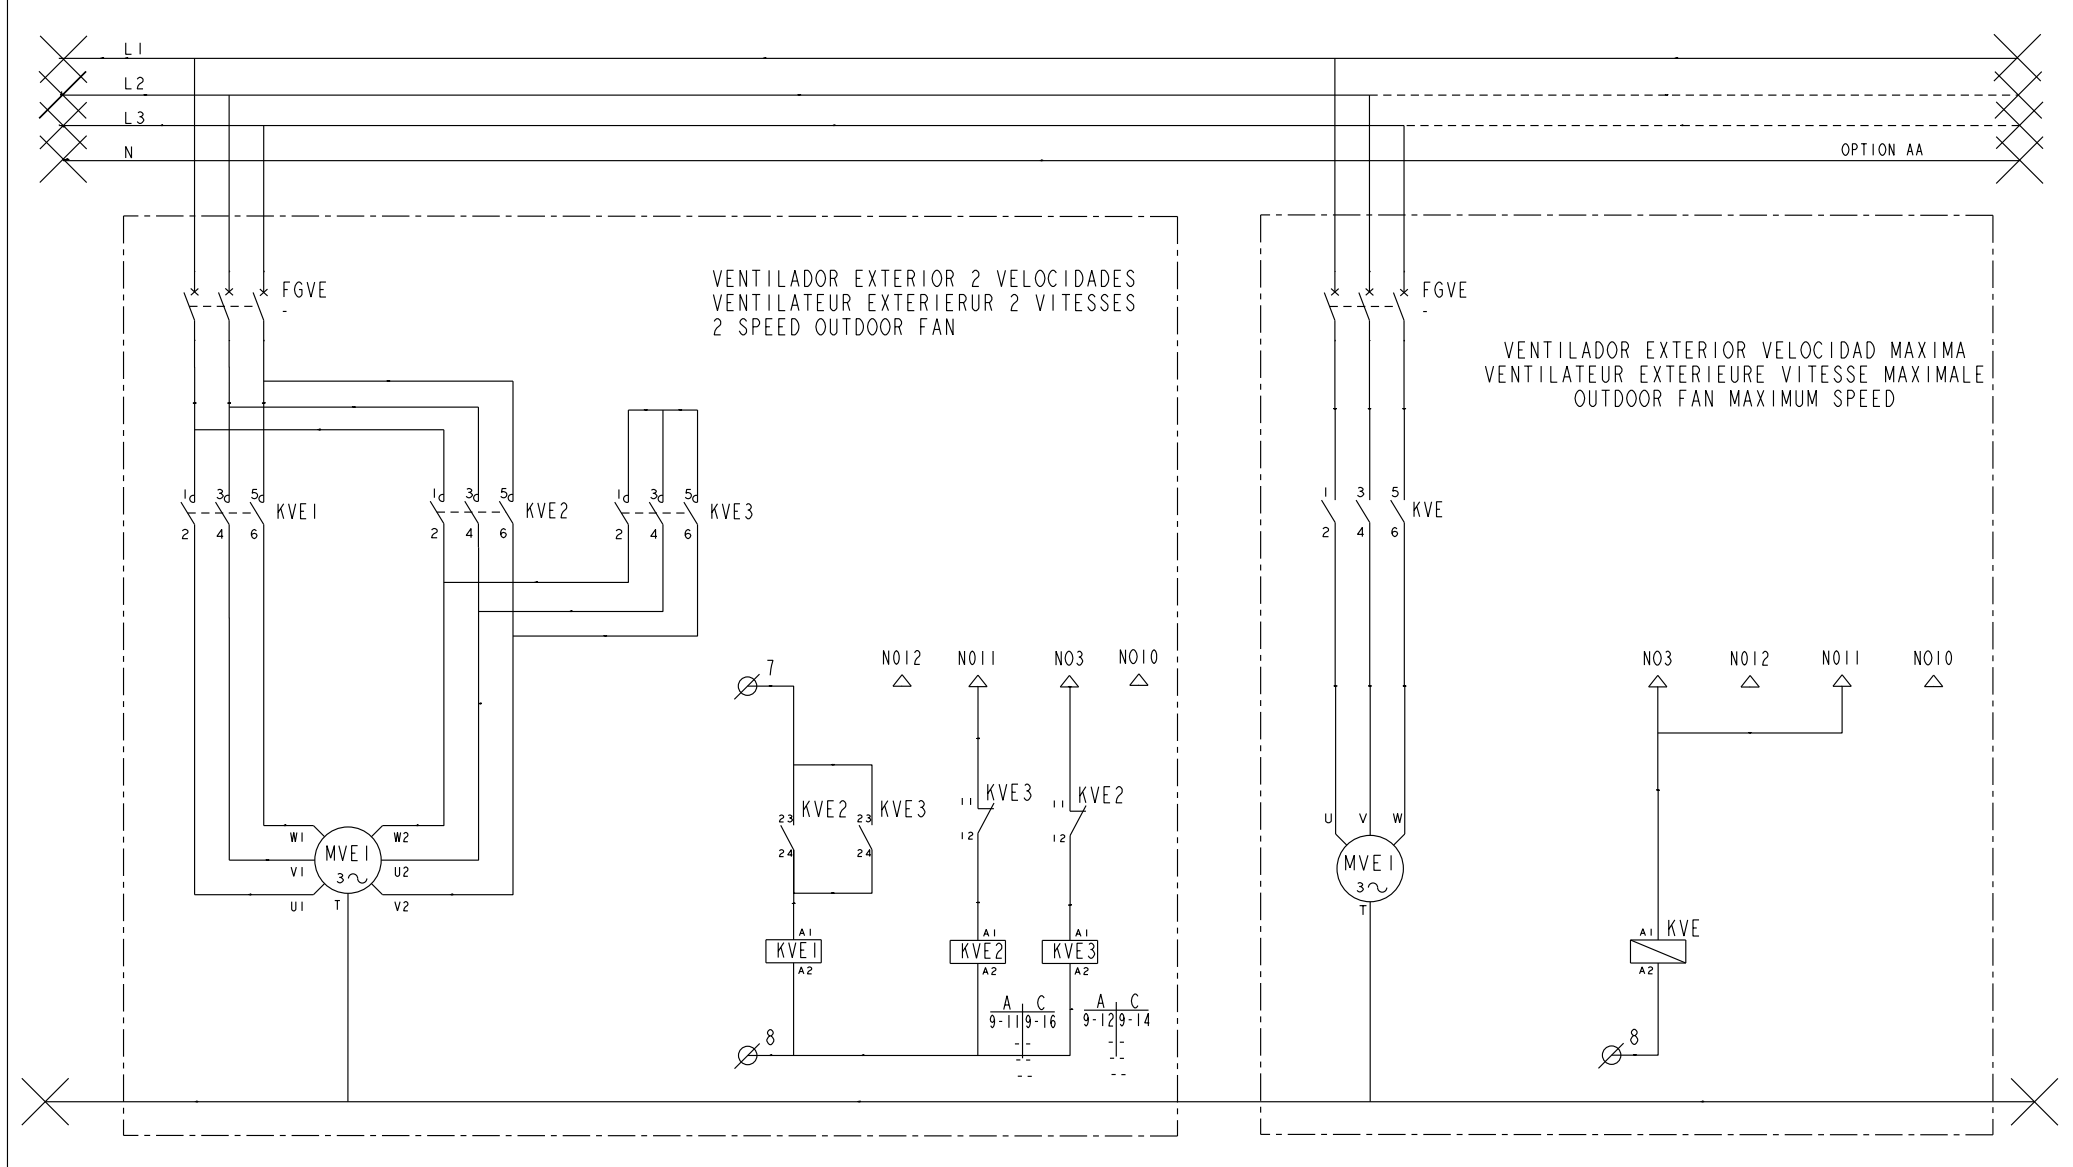 L1
L2
L3
N
OPTION AA
FGVE
-
VENTILADOR EXTERIOR 2 VELOCIDADES
VENTILATEUR EXTERIERUR 2 VITESSES
2 SPEED OUTDOOR FAN
FGVE
-
VENTILADOR EXTERIOR VELOCIDAD MAXIMA
VENTILATEUR EXTERIEURE VITESSE MAXIMALE
OUTDOOR FAN MAXIMUM SPEED
1 3 5
KVE1
2 4 6
1 3 5
KVE2
2 4 6
1 3 5
KVE3
2 4 6
1 3 5
KVE
2 4 6
7
NO12 NO11 NO3 NO10
NO3 NO12 NO11 NO10
23 KVE2
24
23 KVE3
24
11 KVE3
12
11 KVE2
12
W1 W2
MVE1
3~
V1 U2
U1 T V2
U V W
MVE1
3~
T
A1
KVE1
A2
A1
KVE2
A2
A1
KVE3
A2
A1 KVE
A2
A C
9-11 9-16
--
--
--
A C
9-12 9-14
--
--
--
8
8